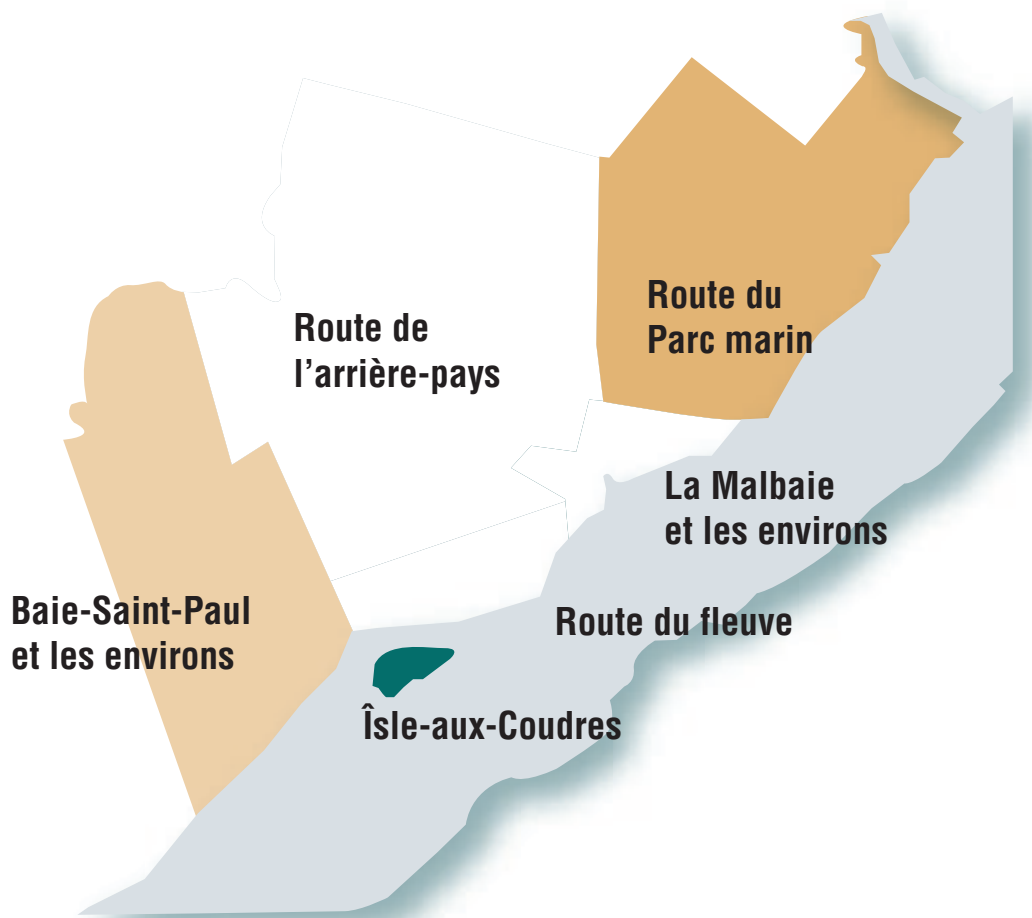 Route du
Parc marin
Route de
l'arrière-pays
La Malbaie
et les environs
Baie-Saint-Paul
et les environs
Route du fleuve
Îsle-aux-Coudres